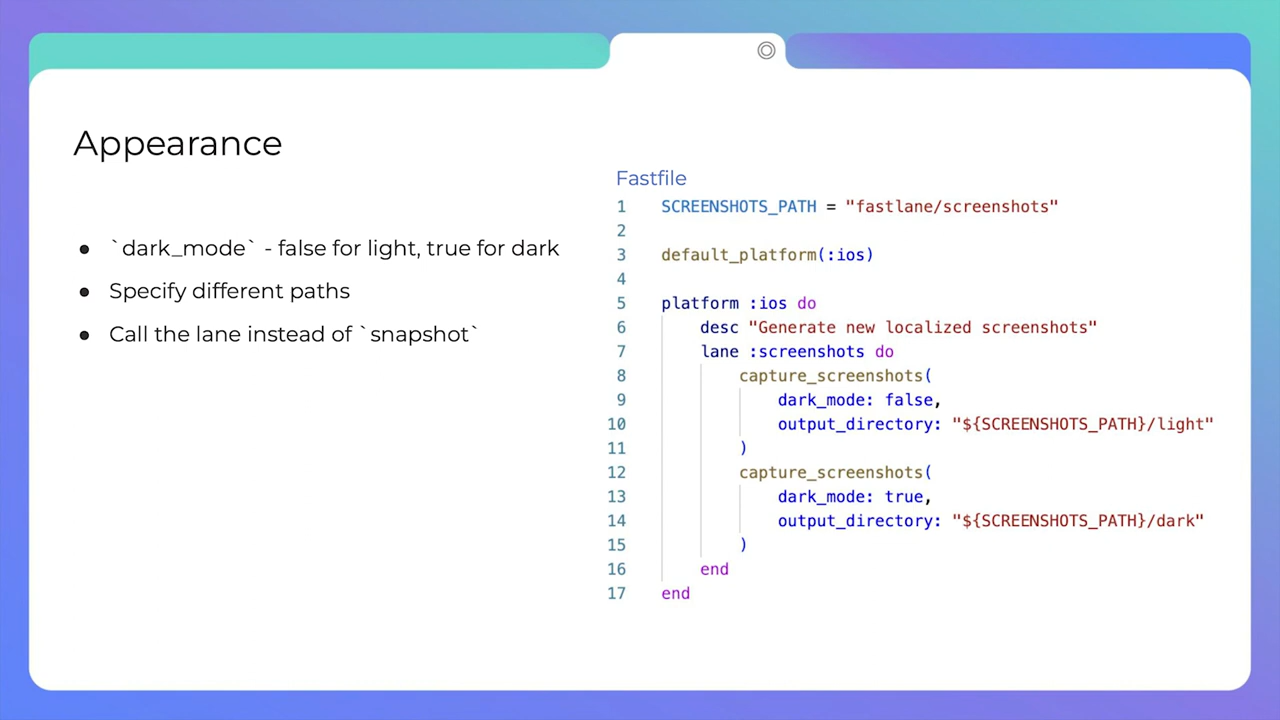 Appearance
● `dark_mode` - false for light, true for dark
● Specify different paths
● Call the lane instead of `snapshot`
Fastfile
1 SCREENSHOTS_PATH = "fastlane/screenshots"
2
3 default_platform(:ios)
4
5 platform :ios do
6 desc "Generate new localized screenshots"
7 lane :screenshots do
8 capture_screenshots(
9 dark_mode: false,
10 output_directory: "${SCREENSHOTS_PATH}/light"
11 )
12 capture_screenshots(
13 dark_mode: true,
14 output_directory: "${SCREENSHOTS_PATH}/dark"
15 )
16 end
17 end